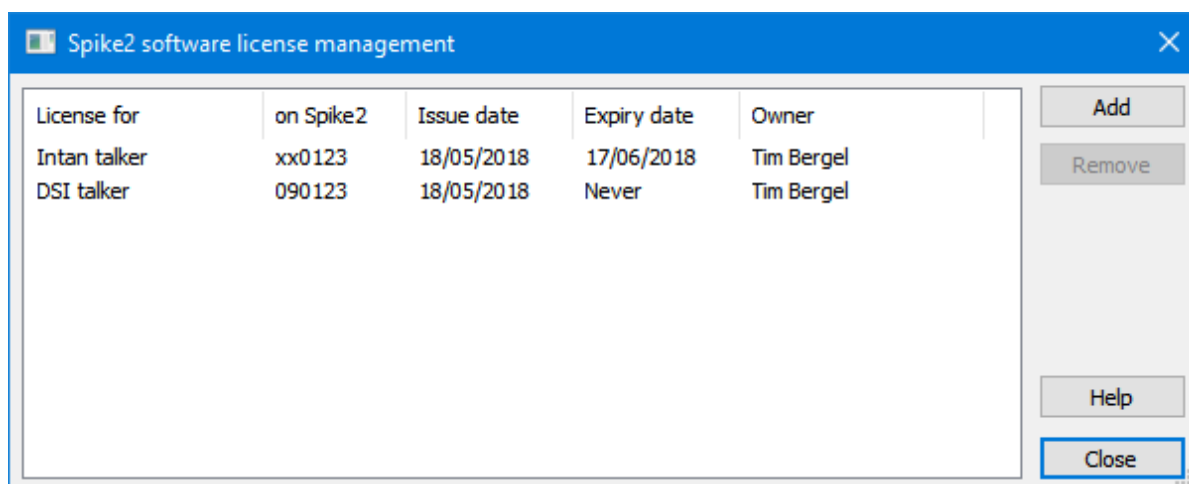 Spike2 software license management
License for on Spike2 Issue date Expiry date Owner
Intan talker xx0123 18/05/2018 17/06/2018 Tim Bergel
DSI talker 090123 18/05/2018 Never Tim Bergel
Add
Remove
Help
Close